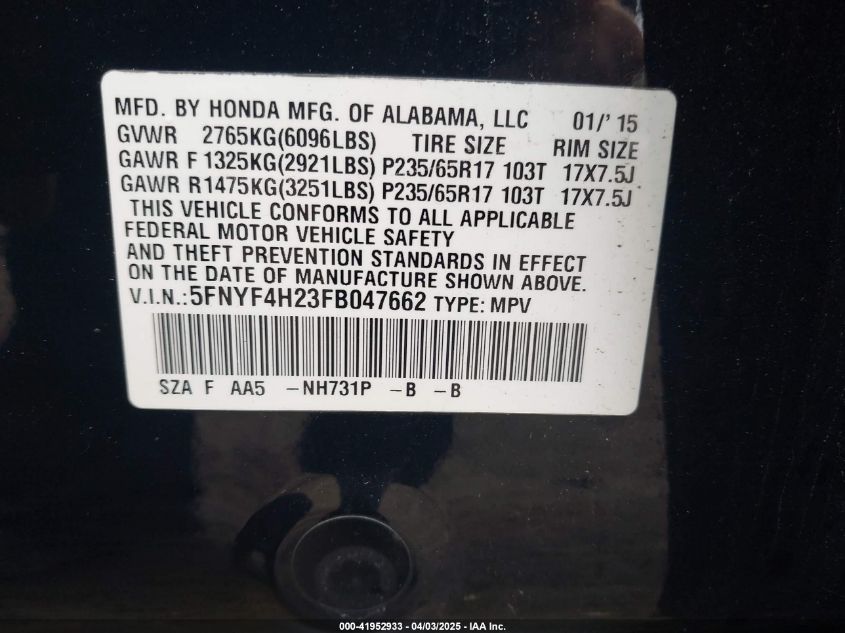 MFD. BY HONDA MFG. OF ALABAMA, LLC 01/'15
GVWR 2765KG(6096LBS) TIRE SIZE RIM SIZE
GAWR F 1325KG(2921LBS) P235/65R17 103T 17X7.5J
GAWR R1475KG(3251LBS) P235/65R17 103T 17X7.5J
THIS VEHICLE CONFORMS TO ALL APPLICABLE
FEDERAL MOTOR VEHICLE SAFETY
AND THEFT PREVENTION STANDARDS IN EFFECT
ON THE DATE OF MANUFACTURE SHOWN ABOVE.
V.I.N.:5FNYF4H23FB047662 TYPE: MPV
SZA F AA5 -NH731P -B -B
000-41952933 - 04/03/2025 - IAA Inc.